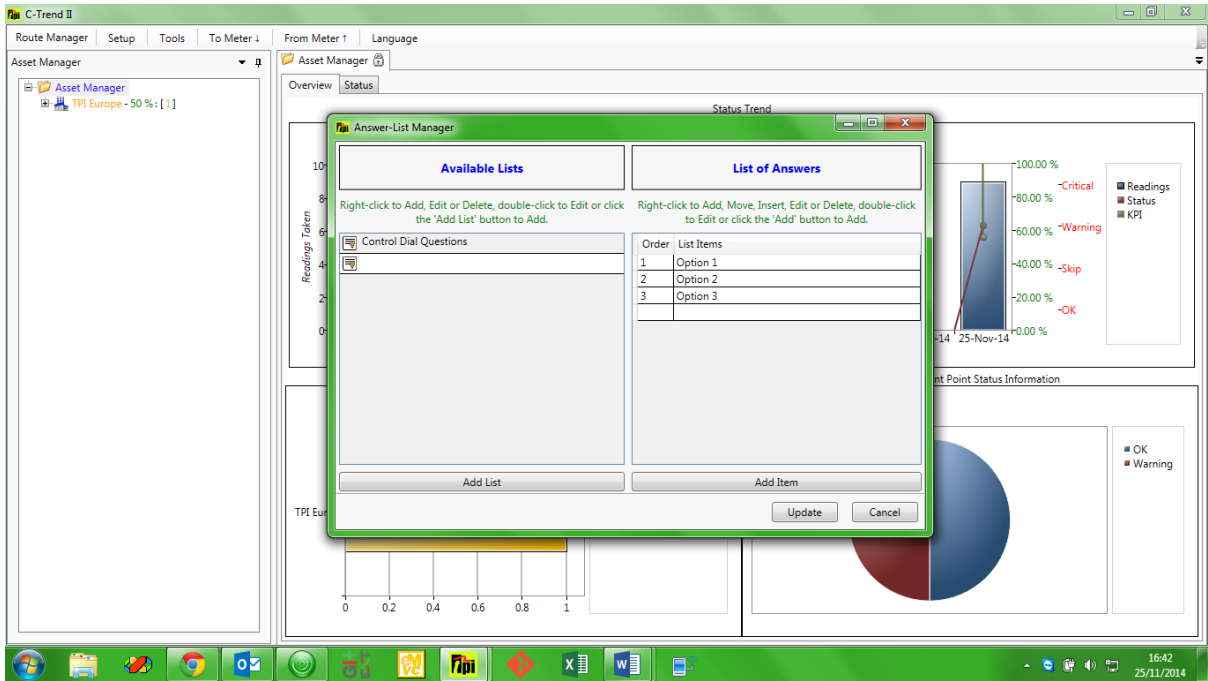 C-Trend II
Route Manager Setup Tools To Meter ↓ From Meter ↑ Language
Asset Manager
Asset Manager
Overview Status
Asset Manager
TPI Europe - 50 % : [ 1 ]
Status Trend
Answer-List Manager
Available Lists
List of Answers
Right-click to Add, Edit or Delete, double-click to Edit or click
the 'Add List' button to Add.
Right-click to Add, Move, Insert, Edit or Delete, double-click
to Edit or click the 'Add' button to Add.
Control Dial Questions
Order List Items
1 Option 1
2 Option 2
3 Option 3
Add List
Add Item
Update
Cancel
Readings Taken
10
8
6
4
2
0
100.00 %
80.00 %
60.00 %
40.00 %
20.00 %
0.00 %
Critical
Warning
Skip
OK
Readings
Status
KPI
-14 25-Nov-14
nt Point Status Information
TPI Eur
0 0.2 0.4 0.6 0.8 1
OK
Warning
16:42
25/11/2014